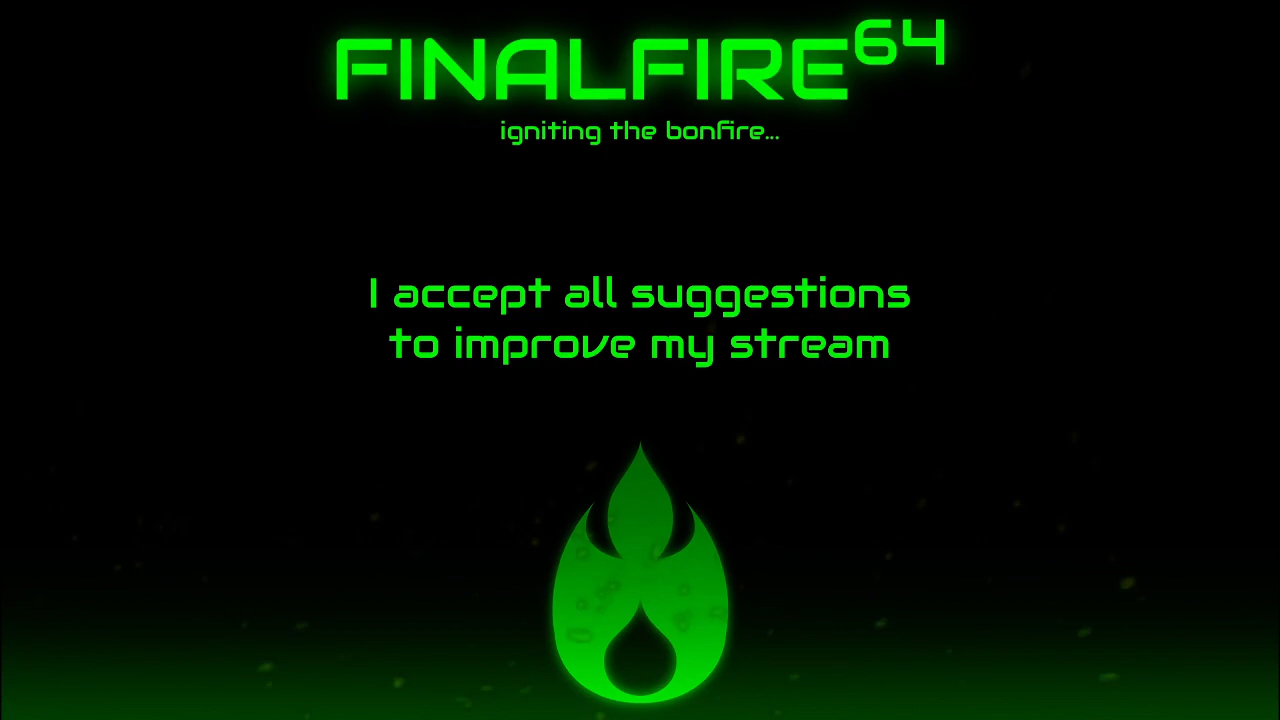 FINALFIRE64
igniting the bonfire...
I accept all suggestions
to improve my stream